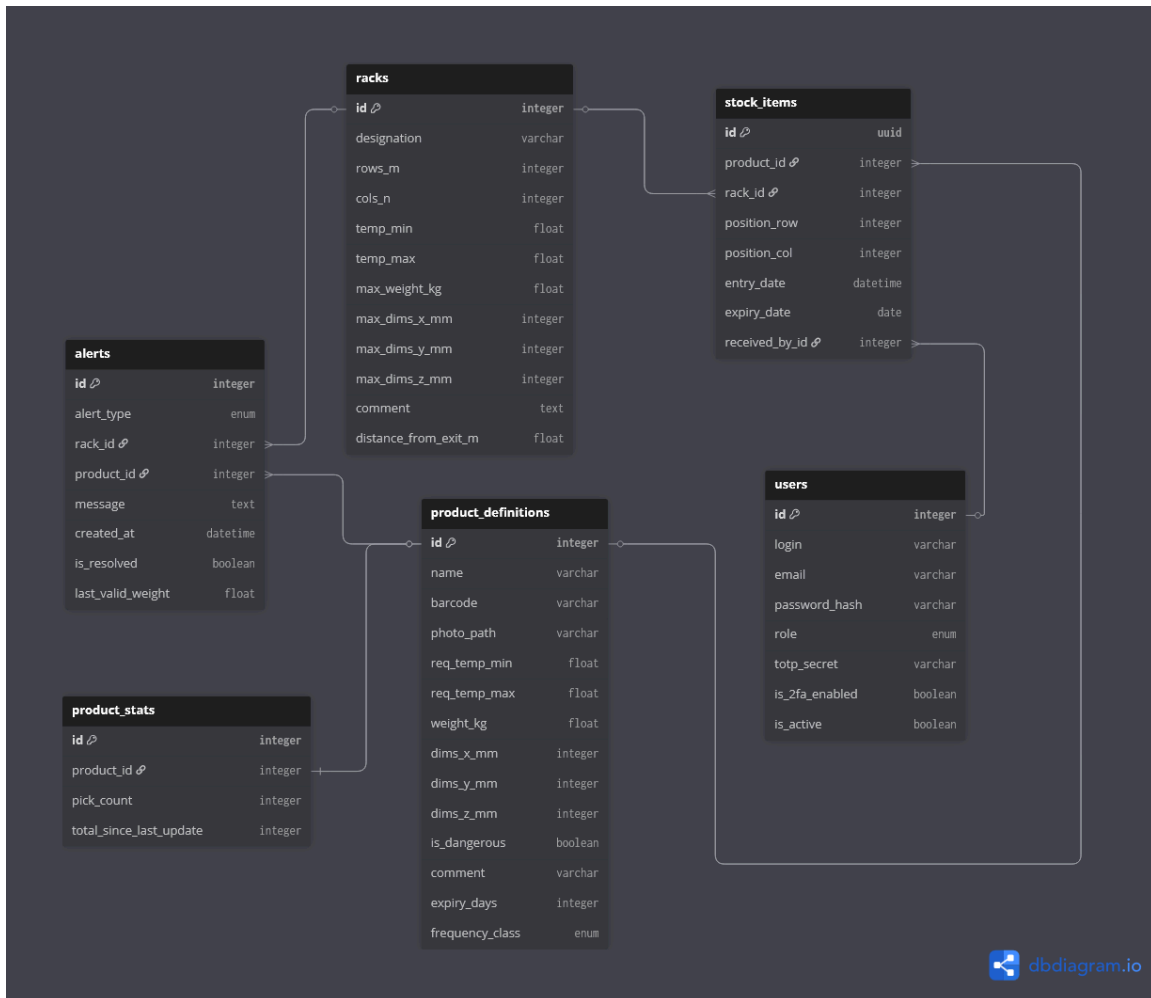 racks
id integer
designation varchar
rows_m integer
cols_n integer
temp_min float
temp_max float
max_weight_kg float
max_dims_x_mm integer
max_dims_y_mm integer
max_dims_z_mm integer
comment text
distance_from_exit_m float
stock_items
id uuid
product_id integer
rack_id integer
position_row integer
position_col integer
entry_date datetime
expiry_date date
received_by_id integer
alerts
id integer
alert_type enum
rack_id integer
product_id integer
message text
created_at datetime
is_resolved boolean
last_valid_weight float
product_definitions
id integer
name varchar
barcode varchar
photo_path varchar
req_temp_min float
req_temp_max float
weight_kg float
dims_x_mm integer
dims_y_mm integer
dims_z_mm integer
is_dangerous boolean
comment varchar
expiry_days integer
frequency_class enum
users
id integer
login varchar
email varchar
password_hash varchar
role enum
totp_secret varchar
is_2fa_enabled boolean
is_active boolean
product_stats
id integer
product_id integer
pick_count integer
total_since_last_update integer
dbdiagram.io